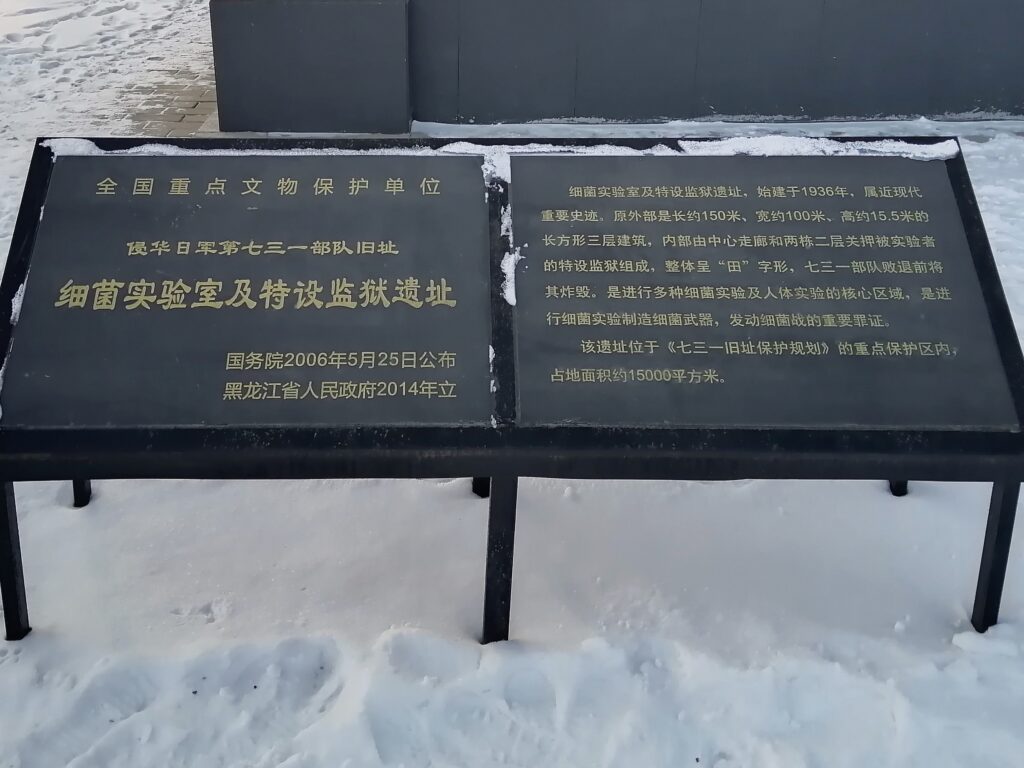 全国重点文物保护单位
侵华日军第七三一部队旧址
细菌实验室及特设监狱遗址
国务院2006年5月25日公布
黑龙江省人民政府2014年立
细菌实验室及特设监狱遗址，始建于1936年，属近现代
重要史迹。原外部是长约150米、宽约100米、高约15.5米的
长方形三层建筑，内部由中心走廊和两栋二层关押被实验者
的特设监狱组成，整体呈“田”字形，七三一部队败退前将
其炸毁。是进行多种细菌实验及人体实验的核心区域，是进
行细菌实验制造细菌武器，发动细菌战的重要罪证。
该遗址位于《七三一旧址保护规划》的重点保护区内，
占地面积约15000平方米。